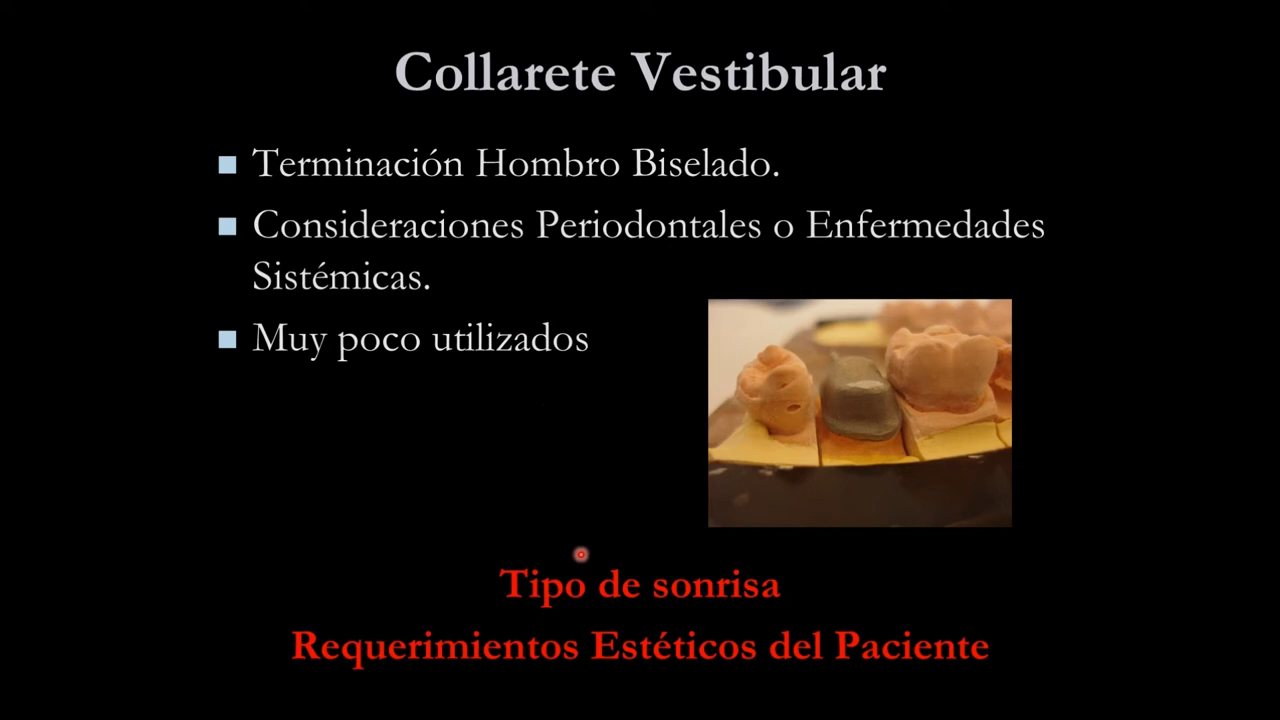 Collarete Vestibular
Terminación Hombro Biselado.
Consideraciones Periodontales o Enfermedades
Sistémicas.
Muy poco utilizados
Tipo de sonrisa
Requerimientos Estéticos del Paciente